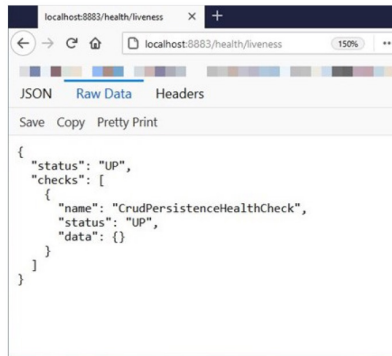 localhost:8883/health/liveness
localhost:8883/health/liveness 150%
JSON Raw Data Headers
Save Copy Pretty Print
{
"status": "UP",
"checks": [
{
"name": "CrudPersistenceHealthCheck",
"status": "UP",
"data": {}
}
]
}